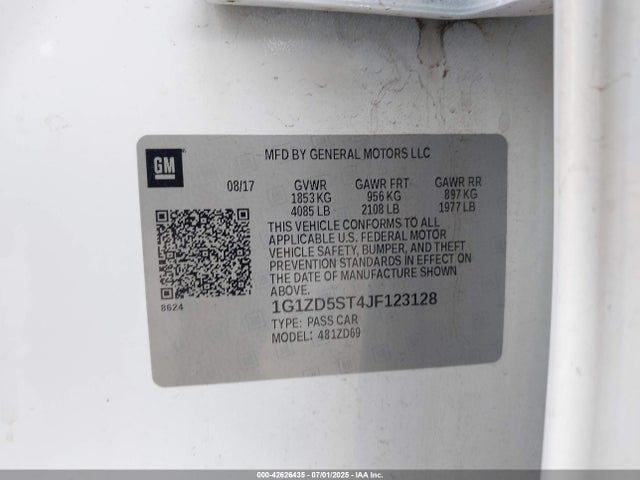 GM
MFD BY GENERAL MOTORS LLC
08/17 GVWR GAWR FRT GAWR RR
1853 KG 956 KG 897 KG
4085 LB 2108 LB 1977 LB
THIS VEHICLE CONFORMS TO ALL
APPLICABLE U.S. FEDERAL MOTOR
VEHICLE SAFETY, BUMPER, AND THEFT
PREVENTION STANDARDS IN EFFECT ON
THE DATE OF MANUFACTURE SHOWN
ABOVE.
8624
1G1ZD5ST4JF123128
TYPE: PASS CAR
MODEL: 481ZD69
000-42626435 - 07/01/2025 - IAA Inc.